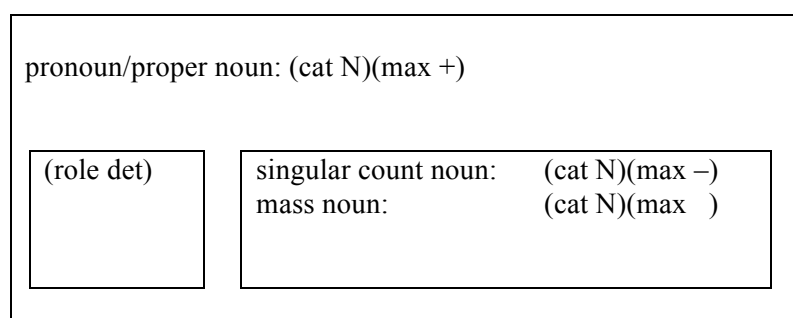 pronoun/proper noun: (cat N)(max +)
(role det)
singular count noun: (cat N)(max –)
mass noun: (cat N)(max )